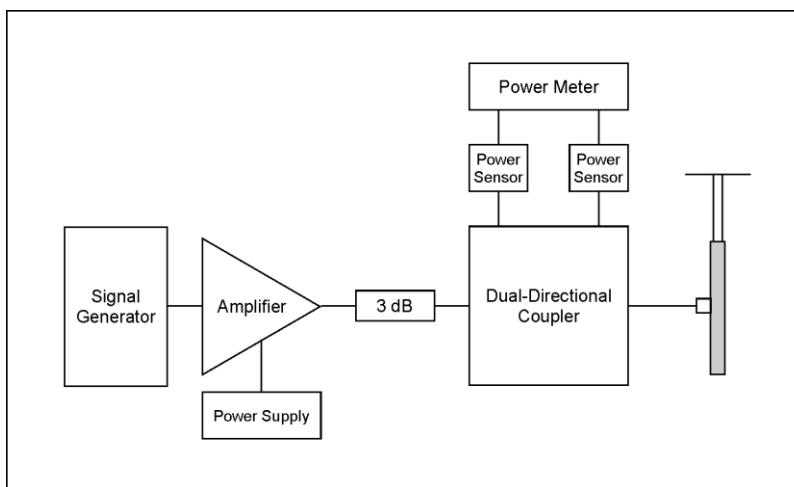 Power Meter
Power
Sensor
Power
Sensor
Signal
Generator
Amplifier
3 dB
Dual-Directional
Coupler
Power Supply